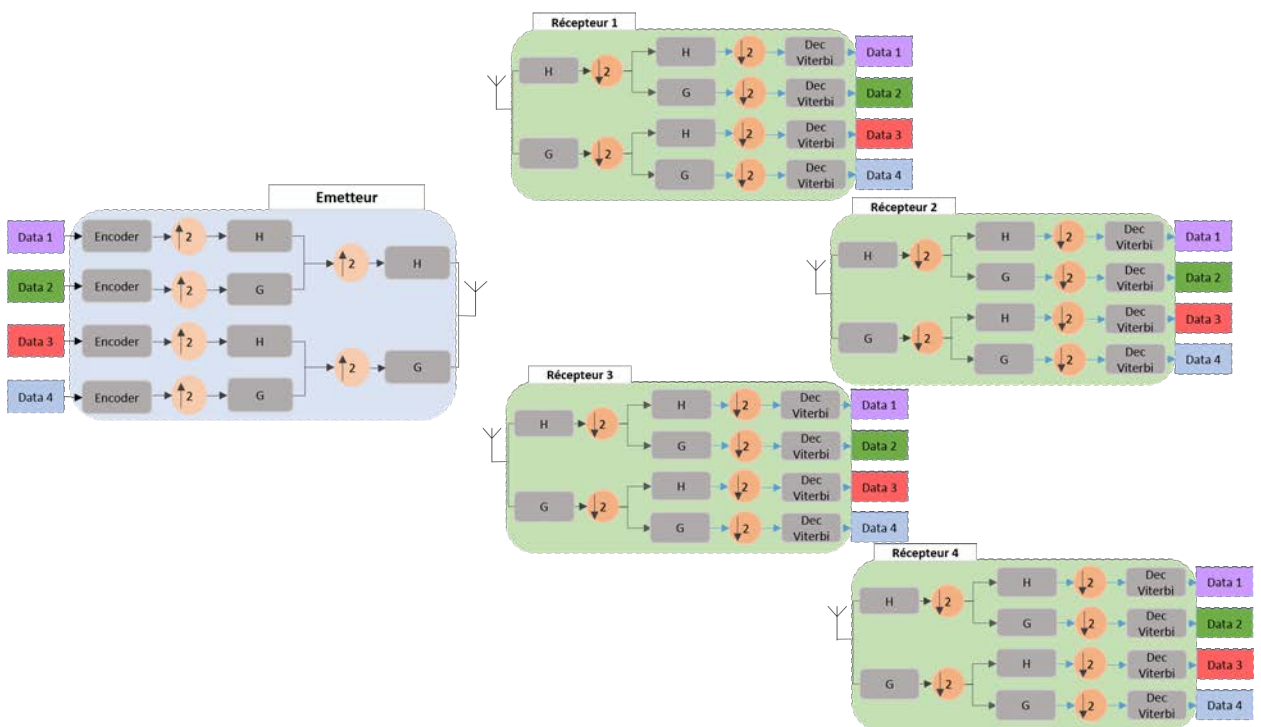 Récepteur 1
H
2
Dec
Viterbi
Data 1
H
2
G
2
Dec
Viterbi
Data 2
H
2
Dec
Viterbi
Data 3
G
2
G
2
Dec
Viterbi
Data 4
Emetteur
Data 1
Encoder
2
H
2
H
Data 2
Encoder
2
G
Data 3
Encoder
2
H
2
G
Data 4
Encoder
2
G
Récepteur 2
H
2
Dec
Viterbi
Data 1
H
2
G
2
Dec
Viterbi
Data 2
H
2
Dec
Viterbi
Data 3
G
2
G
2
Dec
Viterbi
Data 4
Récepteur 3
H
2
Dec
Viterbi
Data 1
H
2
G
2
Dec
Viterbi
Data 2
H
2
Dec
Viterbi
Data 3
G
2
G
2
Dec
Viterbi
Data 4
Récepteur 4
H
2
Dec
Viterbi
Data 1
H
2
G
2
Dec
Viterbi
Data 2
H
2
Dec
Viterbi
Data 3
G
2
G
2
Dec
Viterbi
Data 4